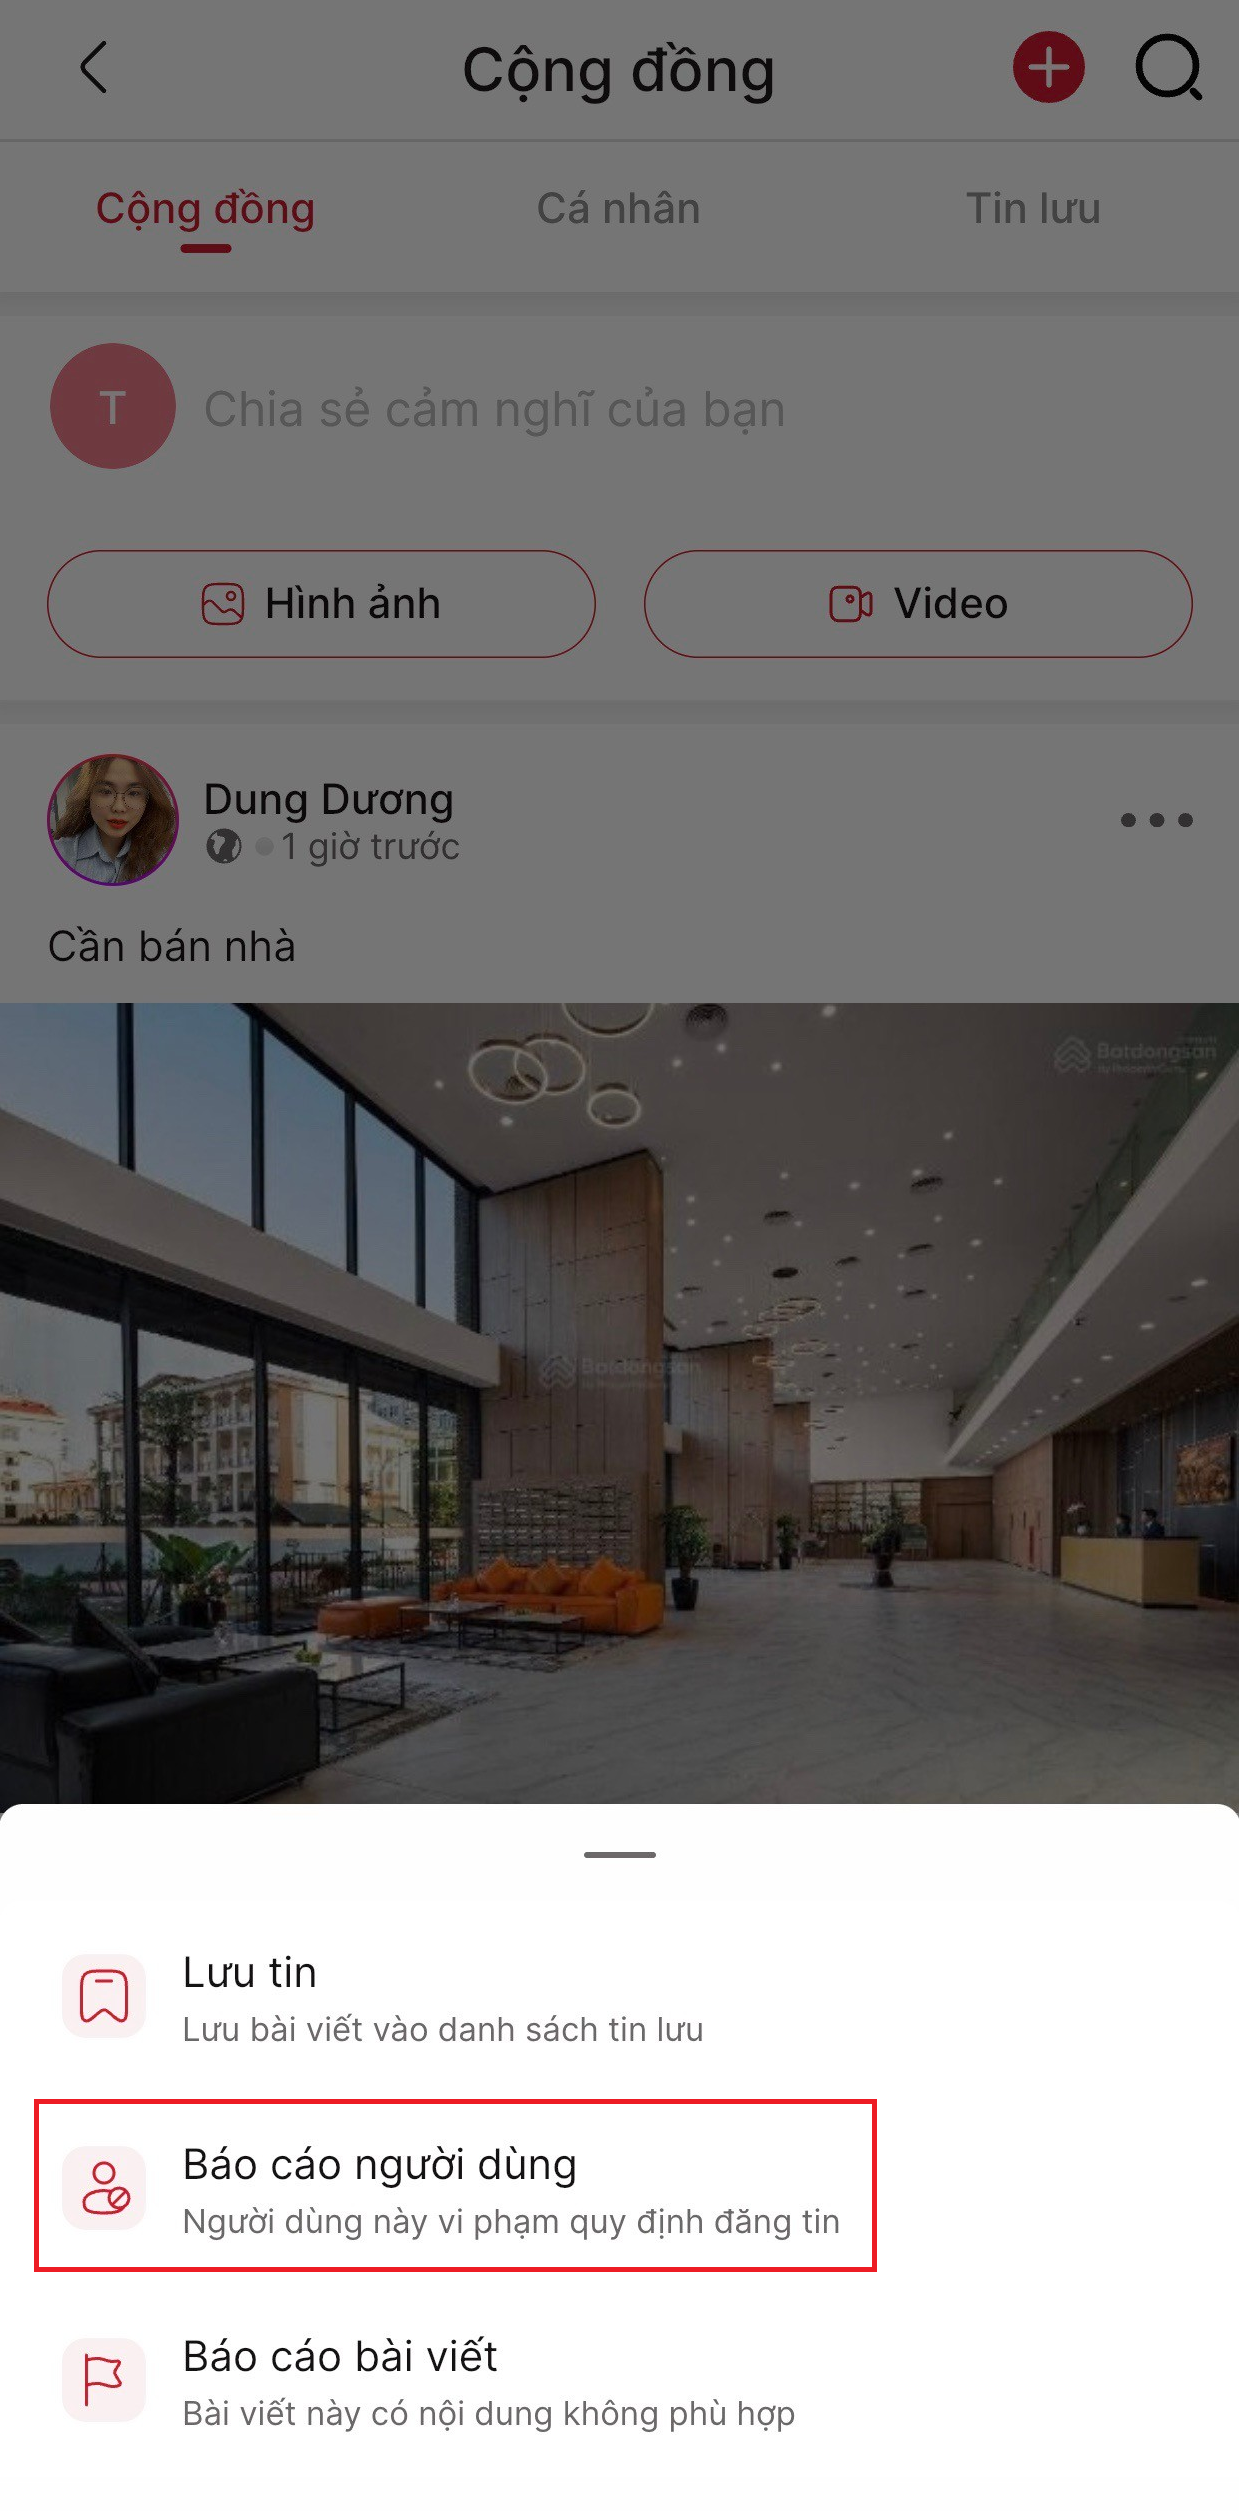 Cộng đồng
Cộng đồng
Cá nhân
Tin lưu
T
Chia sẻ cảm nghĩ của bạn
Hình ảnh
Video
Dung Dương
1 giờ trước
Cần bán nhà
Batdongsan
Batdongsan
Lưu tin
Lưu bài viết vào danh sách tin lưu
Báo cáo người dùng
Người dùng này vi phạm quy định đăng tin
Báo cáo bài viết
Bài viết này có nội dung không phù hợp